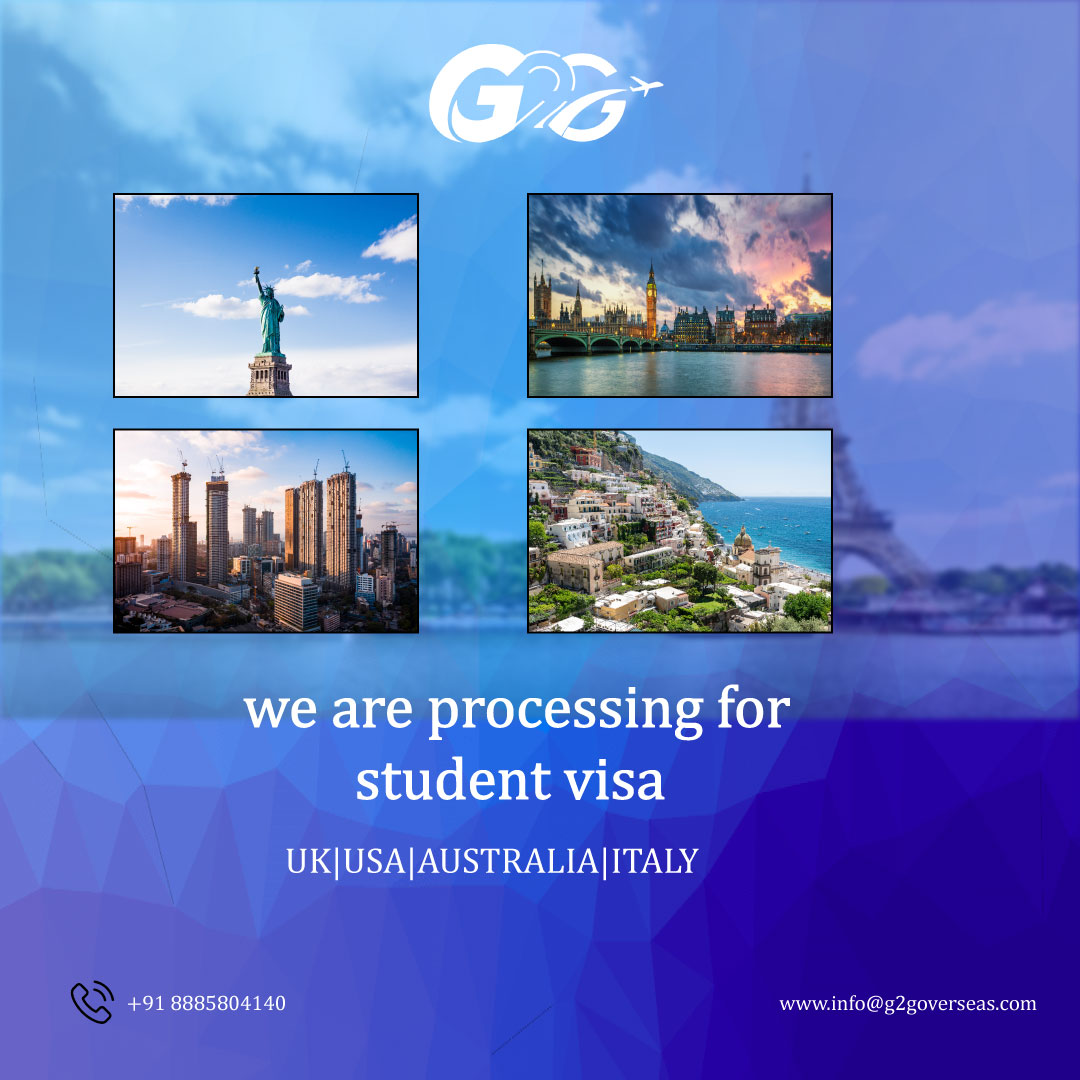 G2G
we are processing for
student visa
UK|USA|AUSTRALIA|ITALY
+91 8885804140
www.info@g2goverseas.com